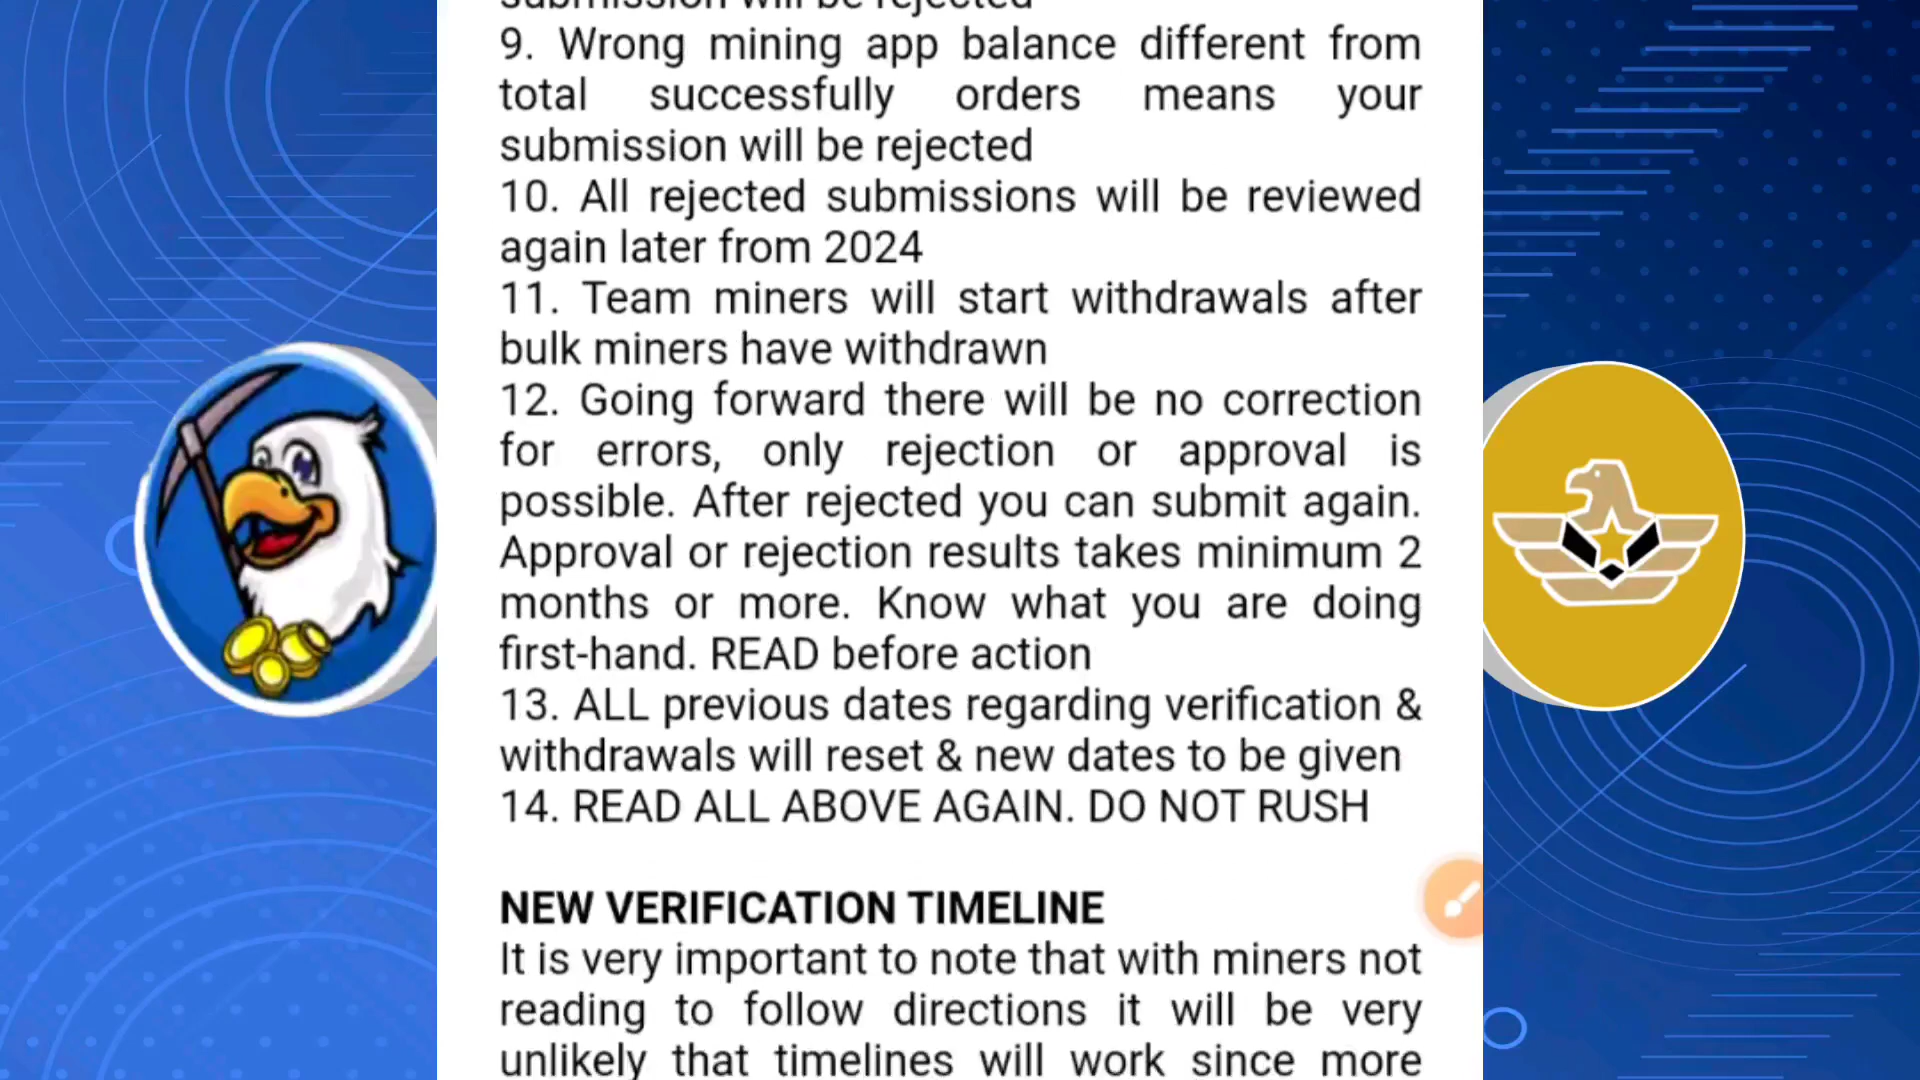 submission will be rejected
9. Wrong mining app balance different from
total successfully orders means your
submission will be rejected
10. All rejected submissions will be reviewed
again later from 2024
11. Team miners will start withdrawals after
bulk miners have withdrawn
12. Going forward there will be no correction
for errors, only rejection or approval is
possible. After rejected you can submit again.
Approval or rejection results takes minimum 2
months or more. Know what you are doing
first-hand. READ before action
13. ALL previous dates regarding verification &
withdrawals will reset & new dates to be given
14. READ ALL ABOVE AGAIN. DO NOT RUSH
NEW VERIFICATION TIMELINE
It is very important to note that with miners not
reading to follow directions it will be very
unlikely that timelines will work since more